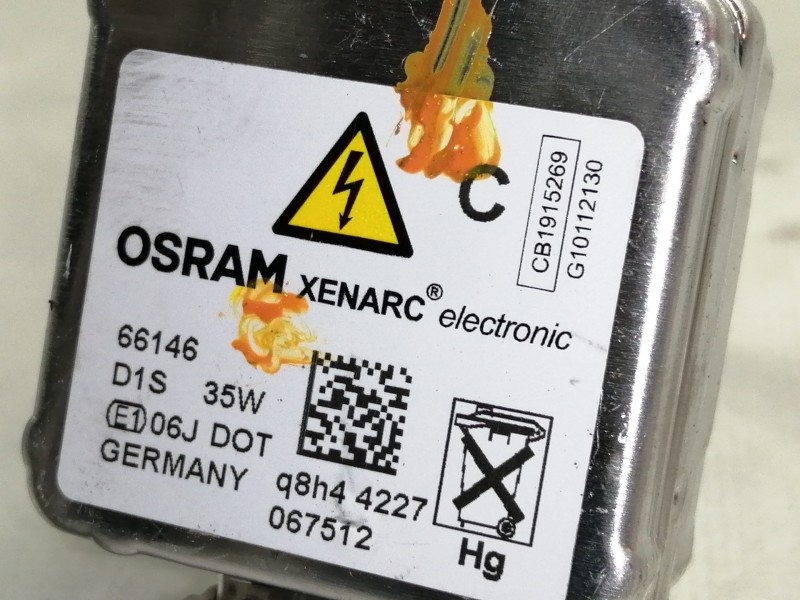 C
CB1915269
G10112130
OSRAM XENARC® electronic
66146
D1S 35W
E1 06J DOT
GERMANY
q8h4 4227
067512
Hg